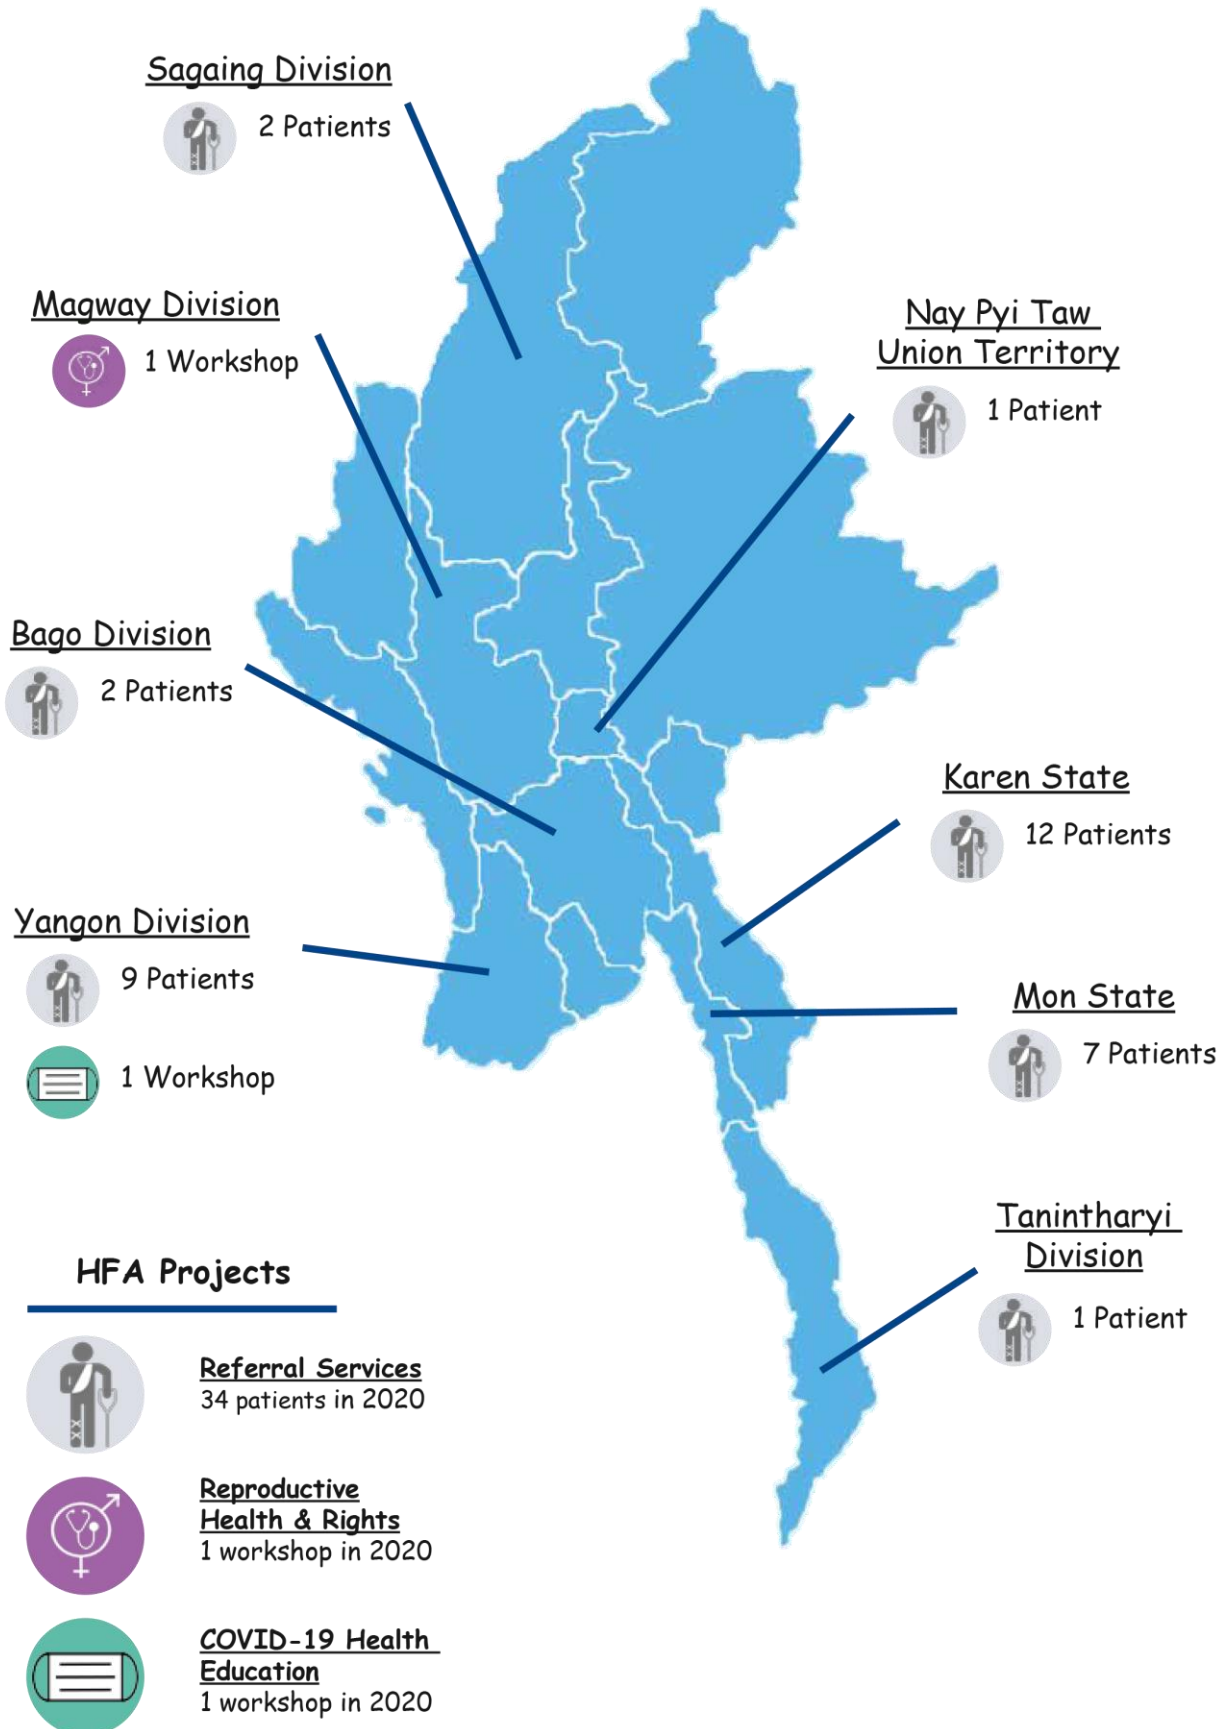 Sagaing Division
2 Patients
Magway Division
1 Workshop
Nay Pyi Taw
Union Territory
1 Patient
Bago Division
2 Patients
Karen State
12 Patients
Yangon Division
9 Patients
1 Workshop
Mon State
7 Patients
Tanintharyi
Division
1 Patient
HFA Projects
Referral Services
34 patients in 2020
Reproductive
Health & Rights
1 workshop in 2020
COVID-19 Health
Education
1 workshop in 2020